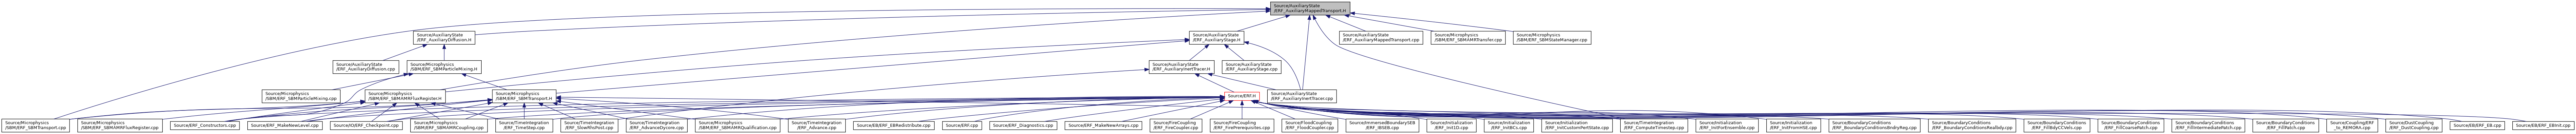 Source/AuxiliaryState
/ERF_AuxiliaryMappedTransport.H
Source/AuxiliaryState
/ERF_AuxiliaryDiffusion.H
Source/AuxiliaryState
/ERF_AuxiliaryStage.H
Source/AuxiliaryState
/ERF_AuxiliaryMappedTransport.cpp
Source/Microphysics
/SBM/ERF_SBMAMRTransfer.cpp
Source/Microphysics
/SBM/ERF_SBMStateManager.cpp
Source/AuxiliaryState
/ERF_AuxiliaryDiffusion.cpp
Source/Microphysics
/SBM/ERF_SBMParticleMixing.H
Source/AuxiliaryState
/ERF_AuxiliaryInertTracer.H
Source/AuxiliaryState
/ERF_AuxiliaryStage.cpp
Source/Microphysics
/SBM/ERF_SBMParticleMixing.cpp
Source/Microphysics
/SBM/ERF_SBMAMRFluxRegister.H
Source/Microphysics
/SBM/ERF_SBMTransport.H
Source/ERF.H
Source/AuxiliaryState
/ERF_AuxiliaryInertTracer.cpp
Source/Microphysics
/SBM/ERF_SBMTransport.cpp
Source/Microphysics
/SBM/ERF_SBMAMRFluxRegister.cpp
Source/ERF_Constructors.cpp
Source/ERF_MakeNewLevel.cpp
Source/IO/ERF_Checkpoint.cpp
Source/Microphysics
/SBM/ERF_SBMAMRCoupling.cpp
Source/TimeIntegration
/ERF_TimeStep.cpp
Source/TimeIntegration
/ERF_SlowRhsPost.cpp
Source/TimeIntegration
/ERF_AdvanceDycore.cpp
Source/Microphysics
/SBM/ERF_SBMAMRQualification.cpp
Source/TimeIntegration
/ERF_Advance.cpp
Source/EB/ERF_EBRedistribute.cpp
Source/ERF.cpp
Source/ERF_Diagnostics.cpp
Source/ERF_MakeNewArrays.cpp
Source/FireCoupling
/ERF_FireCoupler.cpp
Source/FireCoupling
/ERF_FirePrerequisites.cpp
Source/FloodCoupling
/ERF_FloodCoupler.cpp
Source/ImmersedBoundarySEB
/ERF_IBSEB.cpp
Source/Initialization
/ERF_Init1D.cpp
Source/Initialization
/ERF_InitBCs.cpp
Source/Initialization
/ERF_InitCustomPertState.cpp
Source/TimeIntegration
/ERF_ComputeTimestep.cpp
Source/Initialization
/ERF_InitForEnsemble.cpp
Source/Initialization
/ERF_InitFromHSE.cpp
Source/BoundaryConditions
/ERF_BoundaryConditionsBndryReg.cpp
Source/BoundaryConditions
/ERF_BoundaryConditionsRealbdy.cpp
Source/BoundaryConditions
/ERF_FillBdyCCVels.cpp
Source/BoundaryConditions
/ERF_FillCoarsePatch.cpp
Source/BoundaryConditions
/ERF_FillIntermediatePatch.cpp
Source/BoundaryConditions
/ERF_FillPatch.cpp
Source/CouplingERF
_to_REMORA.cpp
Source/DustCoupling
/ERF_DustCoupling.cpp
Source/EB/ERF_EB.cpp
Source/EB/ERF_EBInit.cpp